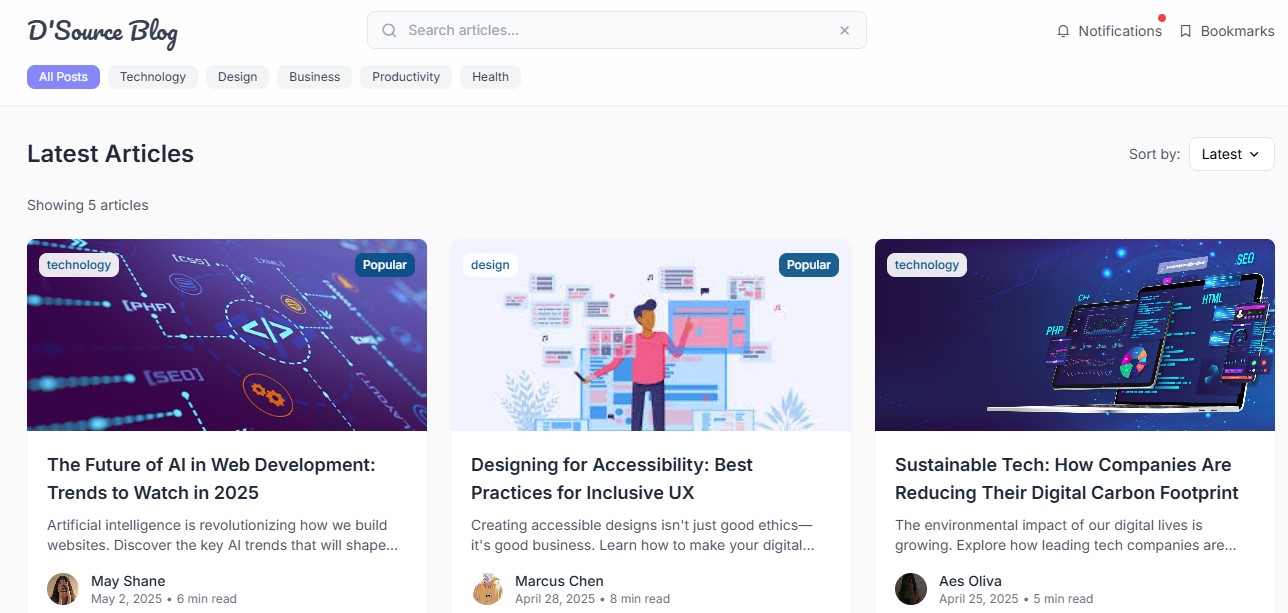 D'Source Blog
Search articles...
Notifications
Bookmarks
All Posts
Technology
Design
Business
Productivity
Health
Latest Articles
Sort by:
Latest
Showing 5 articles
technology
Popular
[CSS]
[XML]
[PHP]
</>
[SEO]
LAYOUT
The Future of AI in Web Development:
Trends to Watch in 2025
Artificial intelligence is revolutionizing how we build
websites. Discover the key AI trends that will shape...
May Shane
May 2, 2025 • 6 min read
design
Popular
Designing for Accessibility: Best
Practices for Inclusive UX
Creating accessible designs isn't just good ethics—
it's good business. Learn how to make your digital...
Marcus Chen
April 28, 2025 • 8 min read
technology
.SEO
C++
HTML
PHP
Sustainable Tech: How Companies Are
Reducing Their Digital Carbon Footprint
The environmental impact of our digital lives is
growing. Explore how leading tech companies are...
Aes Oliva
April 25, 2025 • 5 min read